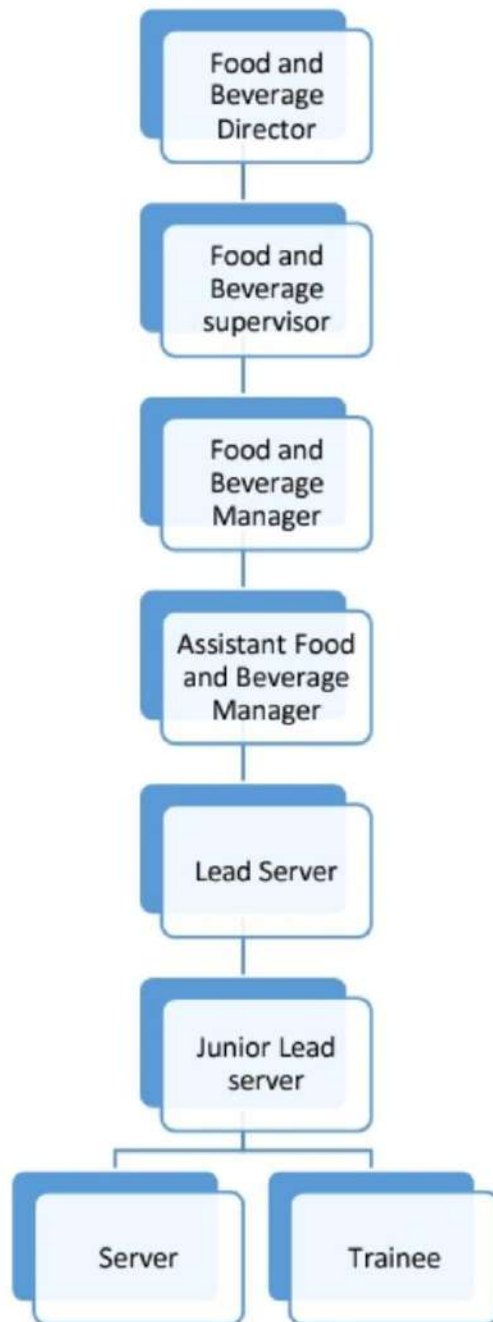 Food and
Beverage
Director
Food and
Beverage
supervisor
Food and
Beverage
Manager
Assistant Food
and Beverage
Manager
Lead Server
Junior Lead
server
Server
Trainee